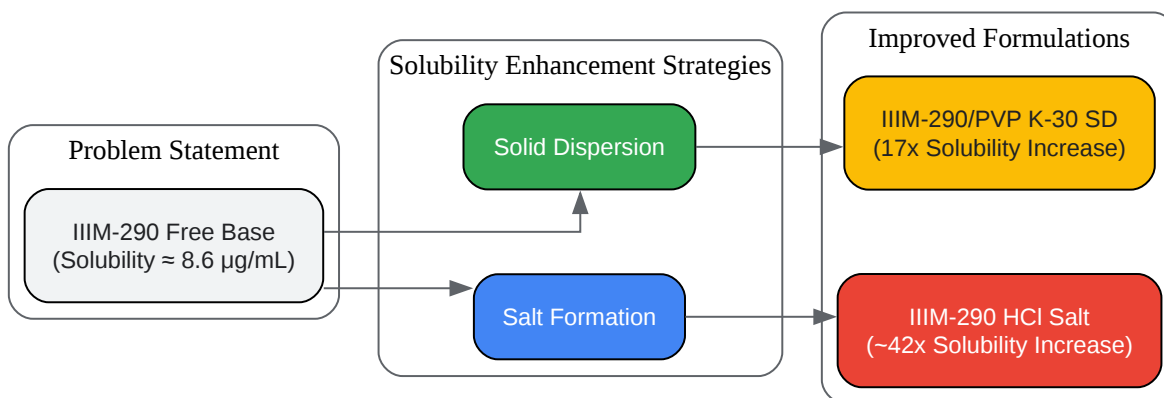 Problem Statement
IIIM-290 Free Base
(Solubility ≈ 8.6 µg/mL)
Solubility Enhancement Strategies
Solid Dispersion
Salt Formation
Improved Formulations
IIIM-290/PVP K-30 SD
(17x Solubility Increase)
IIIM-290 HCl Salt
(~42x Solubility Increase)